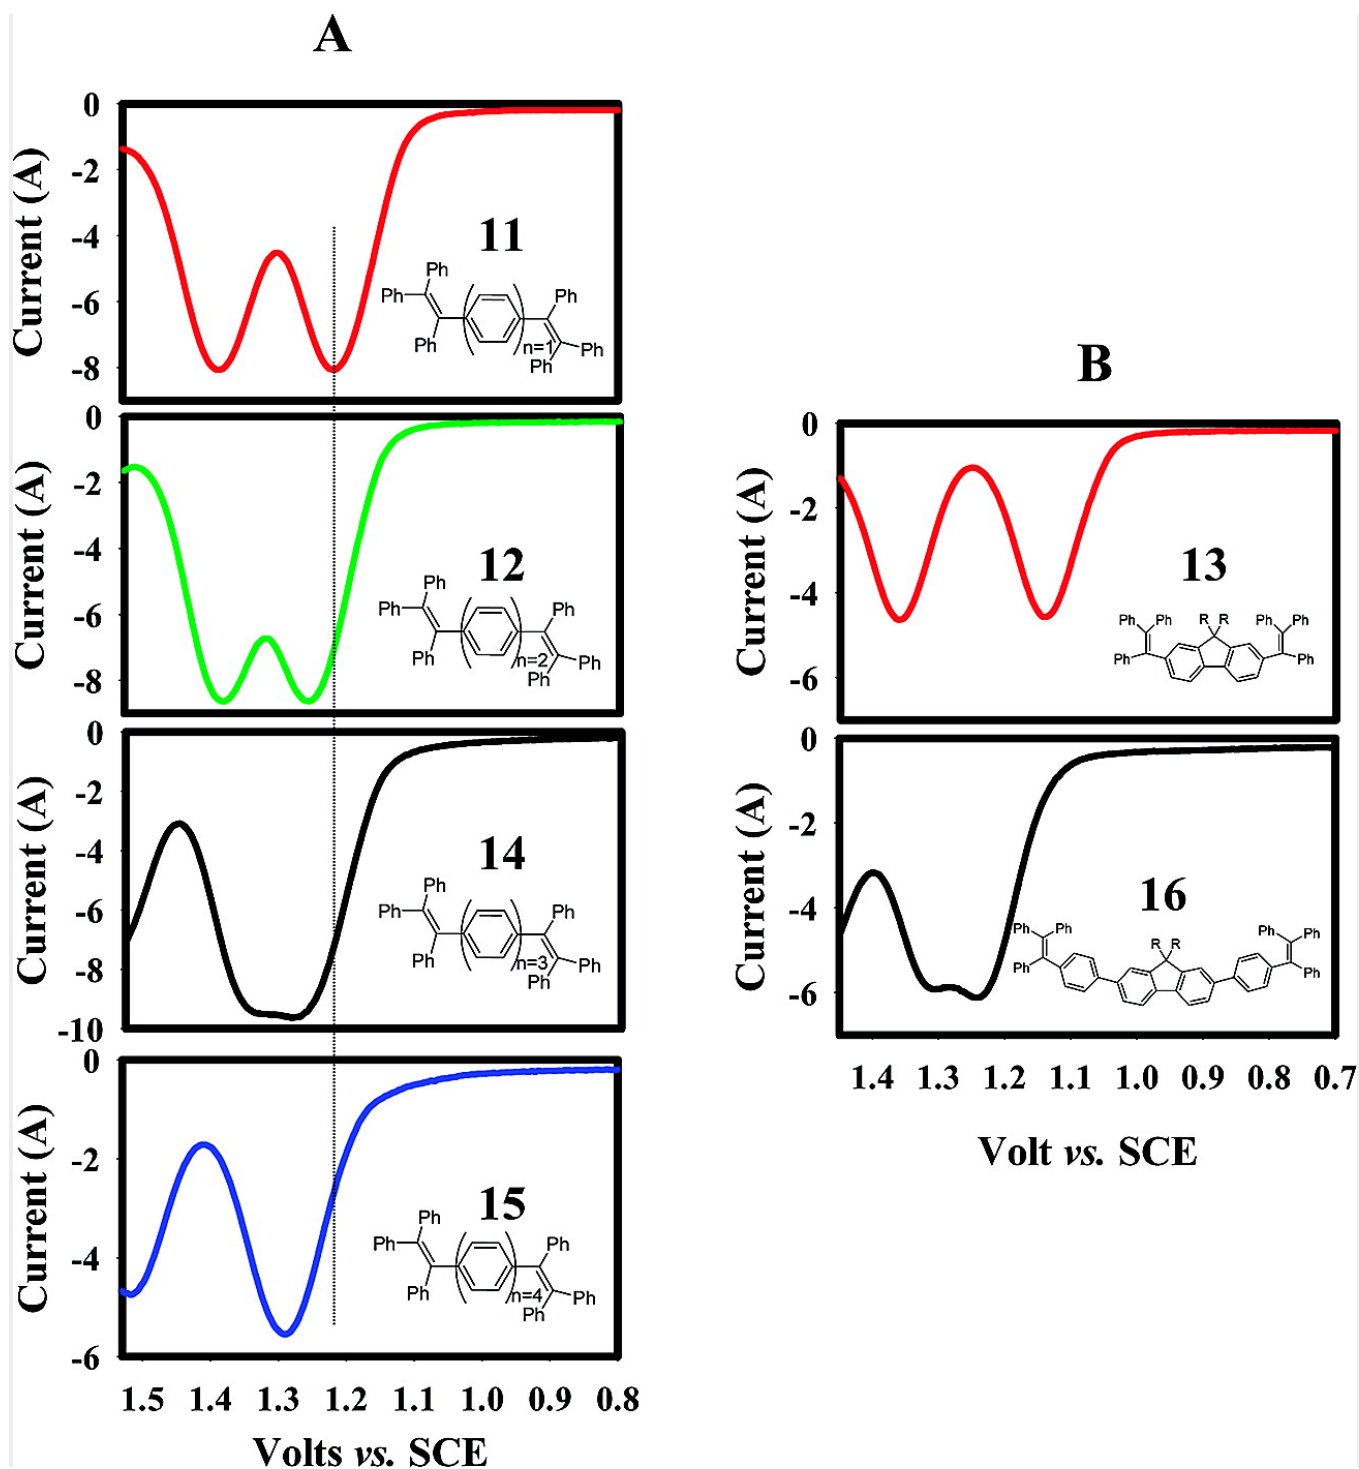 A
0
-2
-4
-6
-8
Current (A)
11
Ph
Ph
Ph
n=1
Ph
Ph
Ph
0
-2
-4
-6
-8
Current (A)
12
Ph
Ph
Ph
n=2
Ph
Ph
Ph
0
-2
-4
-6
-8
-10
Current (A)
14
Ph
Ph
Ph
n=3
Ph
Ph
Ph
0
-2
-4
-6
Current (A)
15
Ph
Ph
Ph
n=4
Ph
Ph
Ph
1.5 1.4 1.3 1.2 1.1 1.0 0.9 0.8
Volts vs. SCE
B
0
-2
-4
-6
Current (A)
13
Ph Ph R R Ph Ph
Ph Ph
0
-2
-4
-6
Current (A)
16
Ph Ph R R Ph Ph
Ph Ph
1.4 1.3 1.2 1.1 1.0 0.9 0.8 0.7
Volt vs. SCE